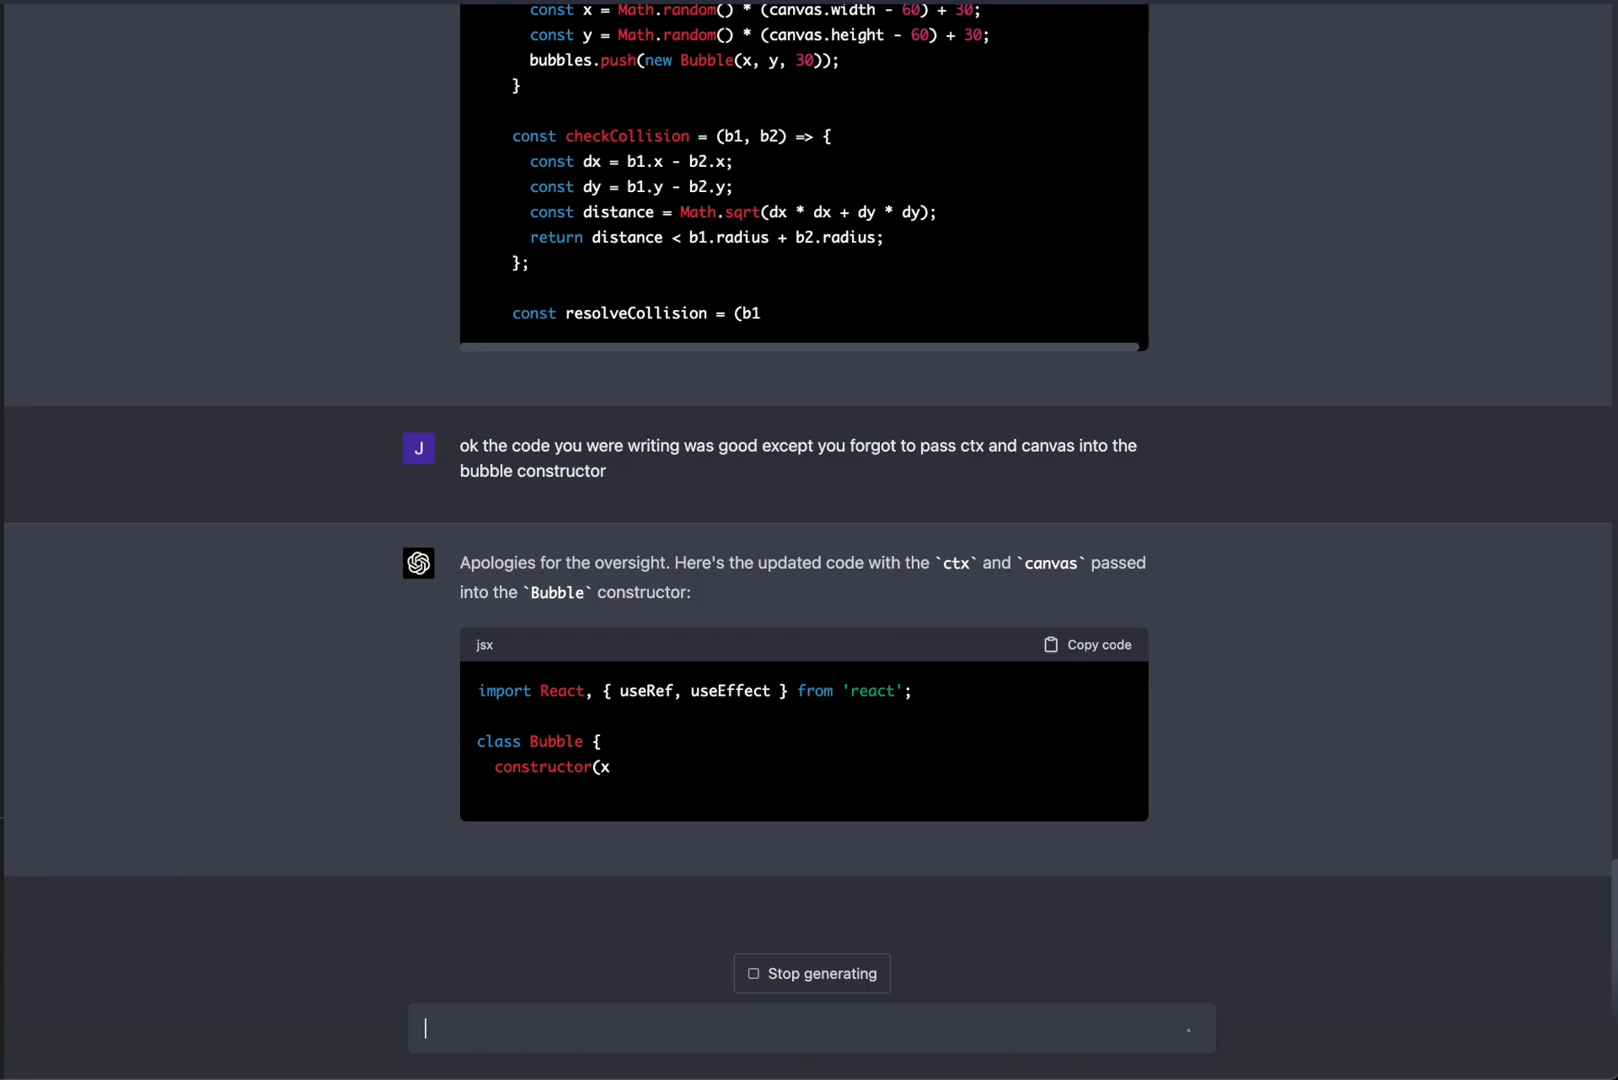 const x = Math.random() * (canvas.width - 60) + 30;
const y = Math.random() * (canvas.height - 60) + 30;
bubbles.push(new Bubble(x, y, 30));
}
const checkCollision = (b1, b2) => {
const dx = b1.x - b2.x;
const dy = b1.y - b2.y;
const distance = Math.sqrt(dx * dx + dy * dy);
return distance < b1.radius + b2.radius;
};
const resolveCollision = (b1
J
ok the code you were writing was good except you forgot to pass ctx and canvas into the
bubble constructor
Apologies for the oversight. Here's the updated code with the `ctx` and `canvas` passed
into the `Bubble` constructor:
jsx
Copy code
import React, { useRef, useEffect } from 'react';
class Bubble {
constructor(x
Stop generating